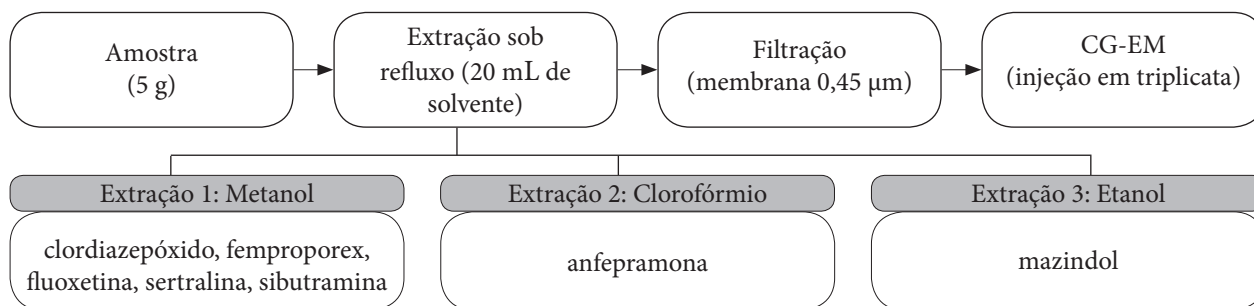 Amostra
(5 g)
Extração sob
refluxo (20 mL de
solvente)
Filtração
(membrana 0,45 µm)
CG-EM
(injeção em triplicata)
Extração 1: Metanol
clordiazepóxido, femproporex,
fluoxetina, sertralina, sibutramina
Extração 2: Clorofórmio
anfepramona
Extração 3: Etanol
mazindol